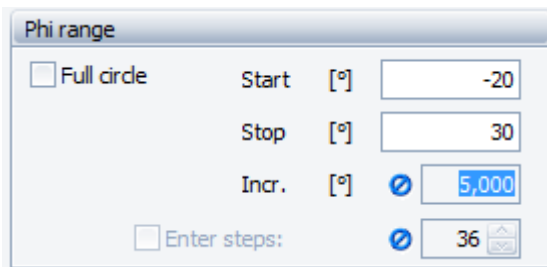 Phi range
Full circle Start [°] -20
Stop [°] 30
Incr. [°] 5,000
Enter steps: 36